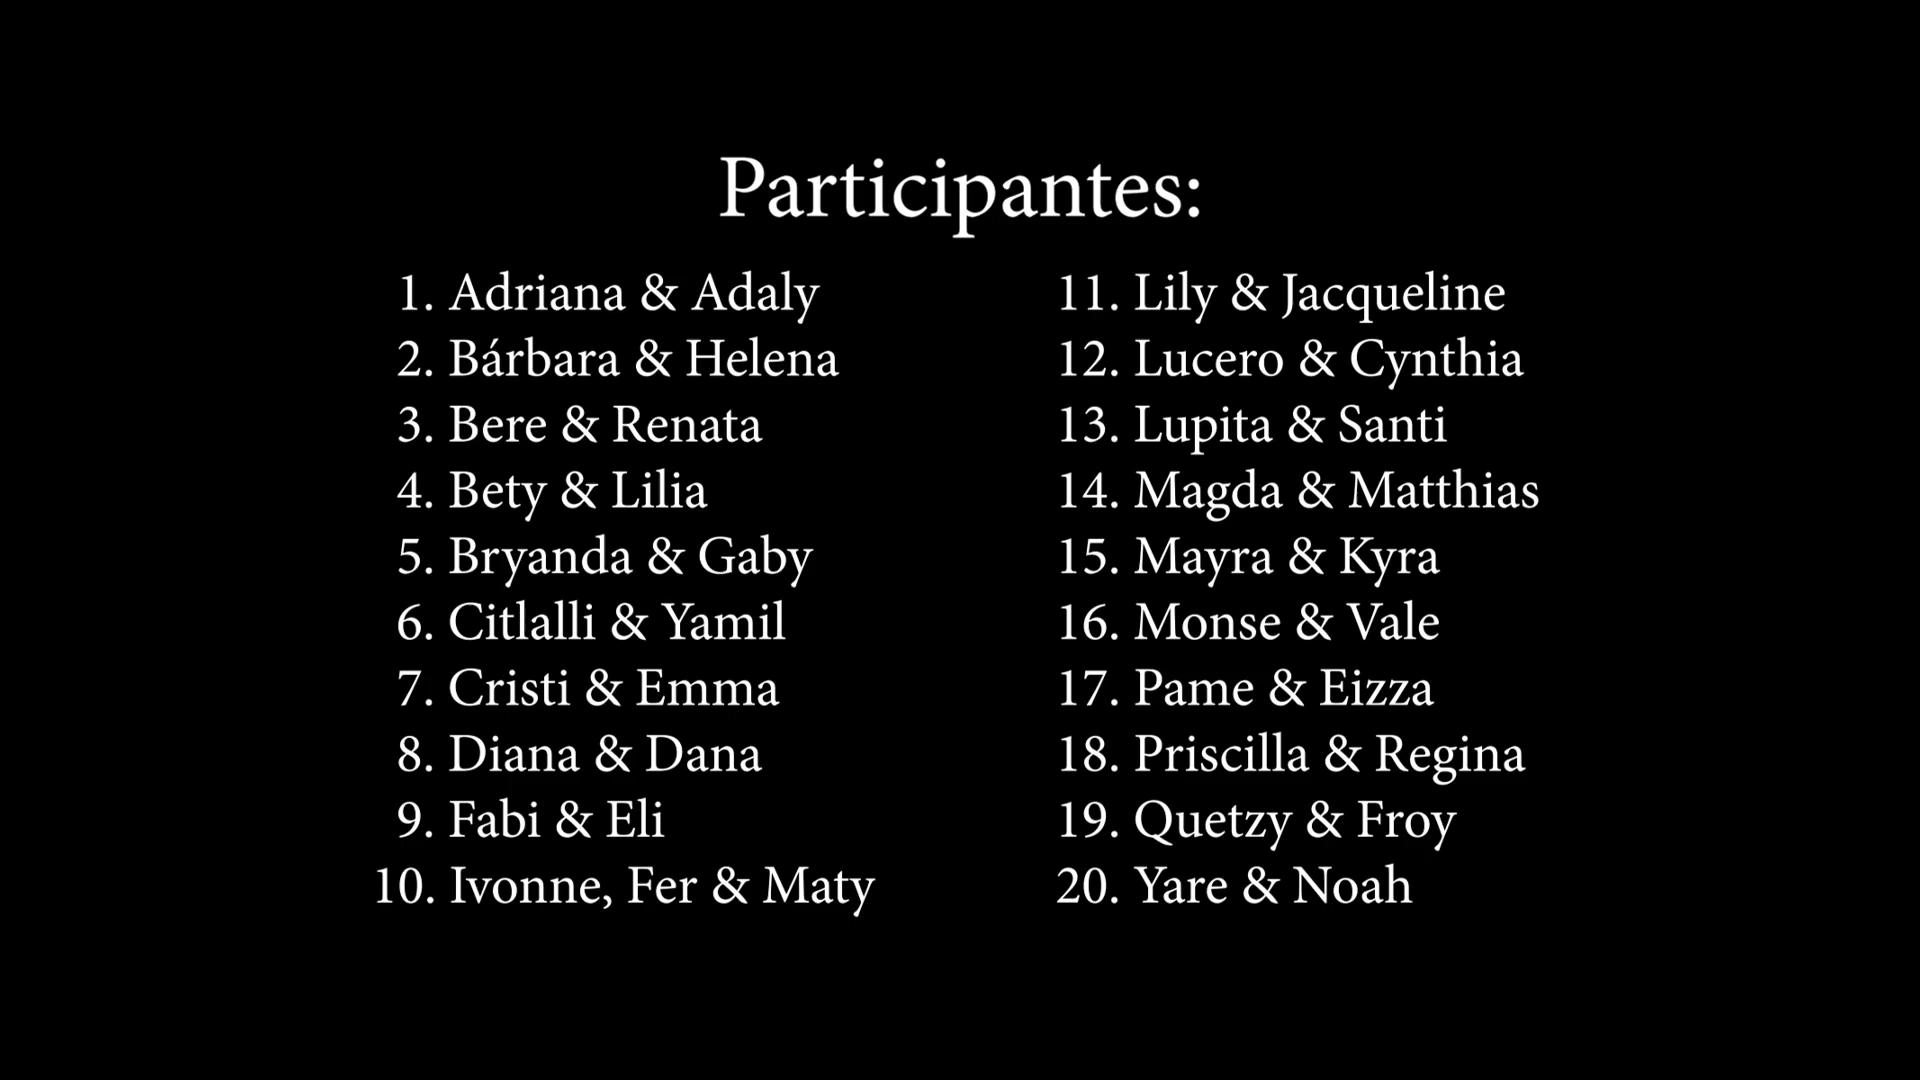 Participantes:
1. Adriana & Adaly
2. Bárbara & Helena
3. Bere & Renata
4. Bety & Lilia
5. Bryanda & Gaby
6. Citlalli & Yamil
7. Cristi & Emma
8. Diana & Dana
9. Fabi & Eli
10. Ivonne, Fer & Maty
11. Lily & Jacqueline
12. Lucero & Cynthia
13. Lupita & Santi
14. Magda & Matthias
15. Mayra & Kyra
16. Monse & Vale
17. Pame & Eizza
18. Priscilla & Regina
19. Quetzy & Froy
20. Yare & Noah